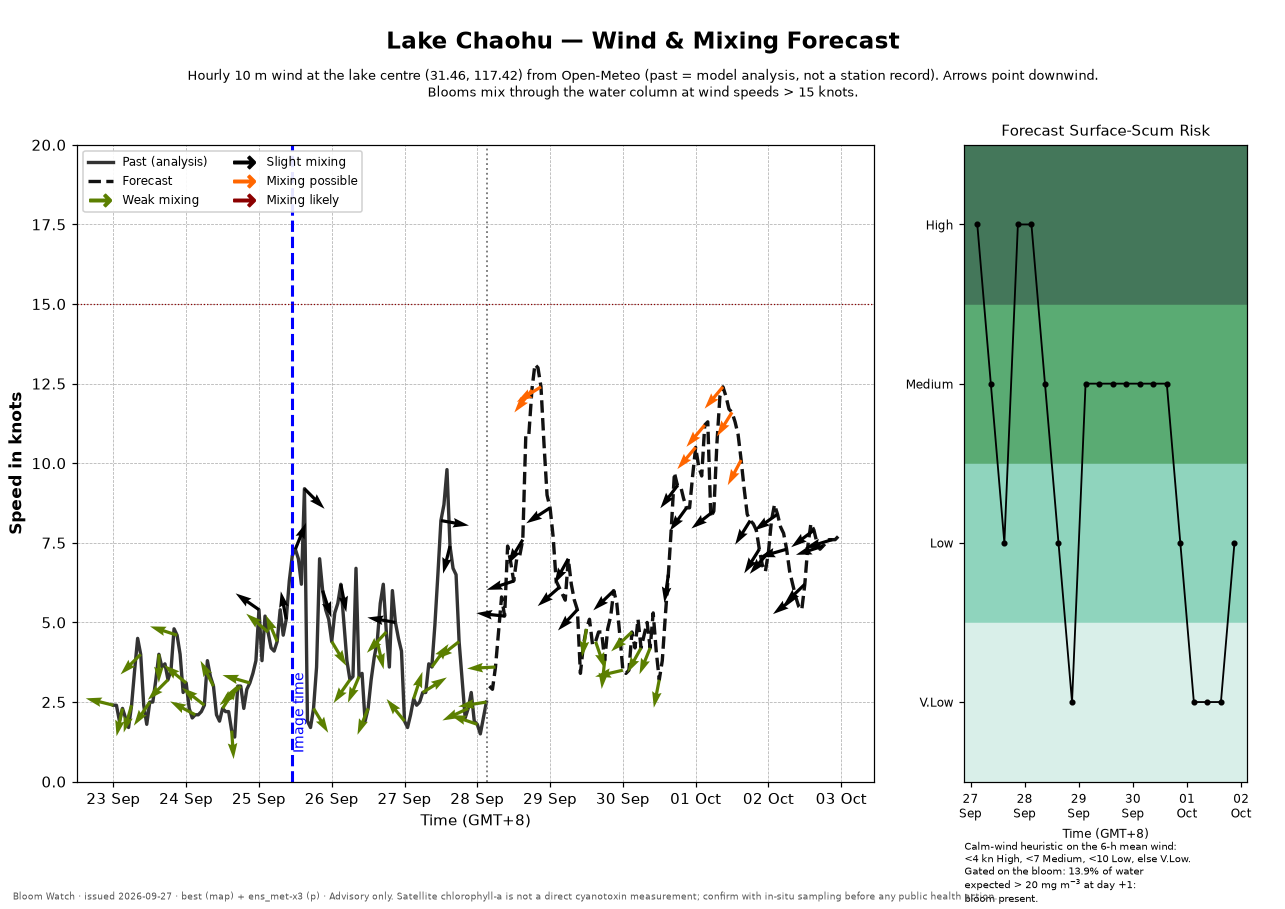 Lake Chaohu — Wind & Mixing Forecast
Hourly 10 m wind at the lake centre (31.46, 117.42) from Open-Meteo (past = model analysis, not a station record). Arrows point downwind.
Blooms mix through the water column at wind speeds > 15 knots.
Speed in knots
20.0
17.5
15.0
12.5
10.0
7.5
5.0
2.5
0.0
Past (analysis)
Forecast
Weak mixing
Slight mixing
Mixing possible
Mixing likely
Image time
23 Sep
24 Sep
25 Sep
26 Sep
27 Sep
28 Sep
29 Sep
30 Sep
01 Oct
02 Oct
03 Oct
Time (GMT+8)
Forecast Surface-Scum Risk
High
Medium
Low
V.Low
27 Sep
28 Sep
29 Sep
30 Sep
01 Oct
02 Oct
Time (GMT+8)
Calm-wind heuristic on the 6-h mean wind:
<4 kn High, <7 Medium, <10 Low, else V.Low.
Gated on the bloom: 13.9% of water
expected > 20 mg m⁻³ at day +1:
bloom present.
Bloom Watch · issued 2026-09-27 · best (map) + ens_met-x3 (p) · Advisory only. Satellite chlorophyll-a is not a direct cyanotoxin measurement; confirm with in-situ sampling before any public health action.